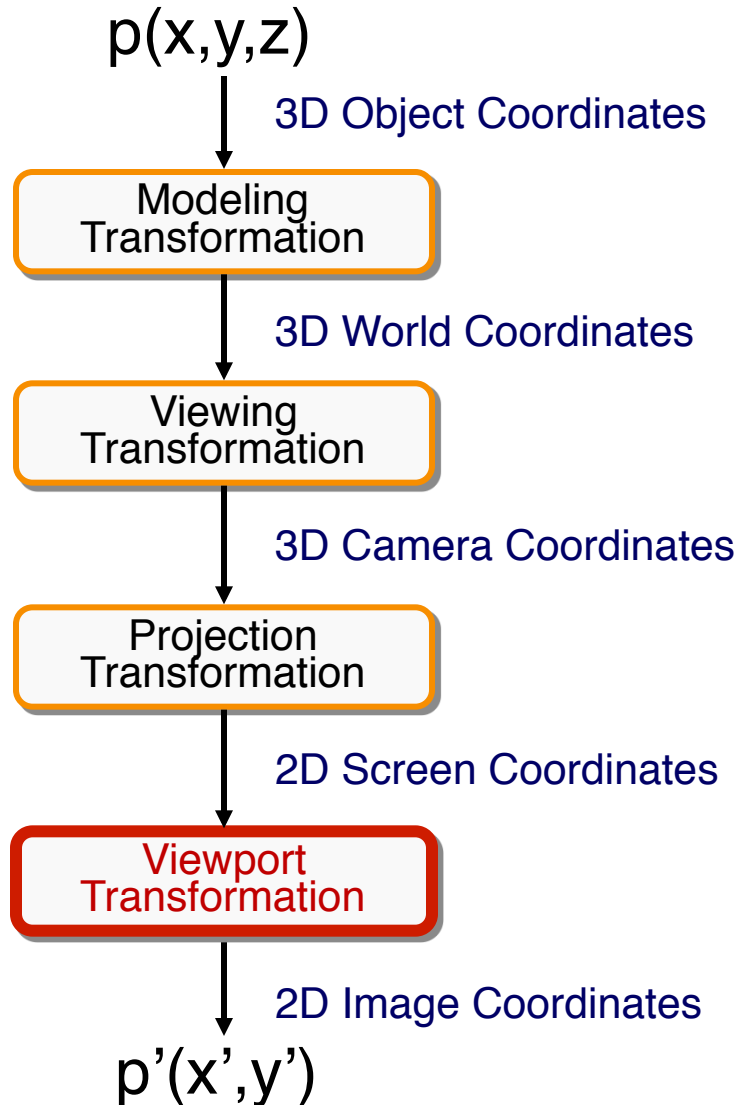 p(x,y,z)
3D Object Coordinates
Modeling
Transformation
3D World Coordinates
Viewing
Transformation
3D Camera Coordinates
Projection
Transformation
2D Screen Coordinates
Viewport
Transformation
2D Image Coordinates
p’(x’,y’)